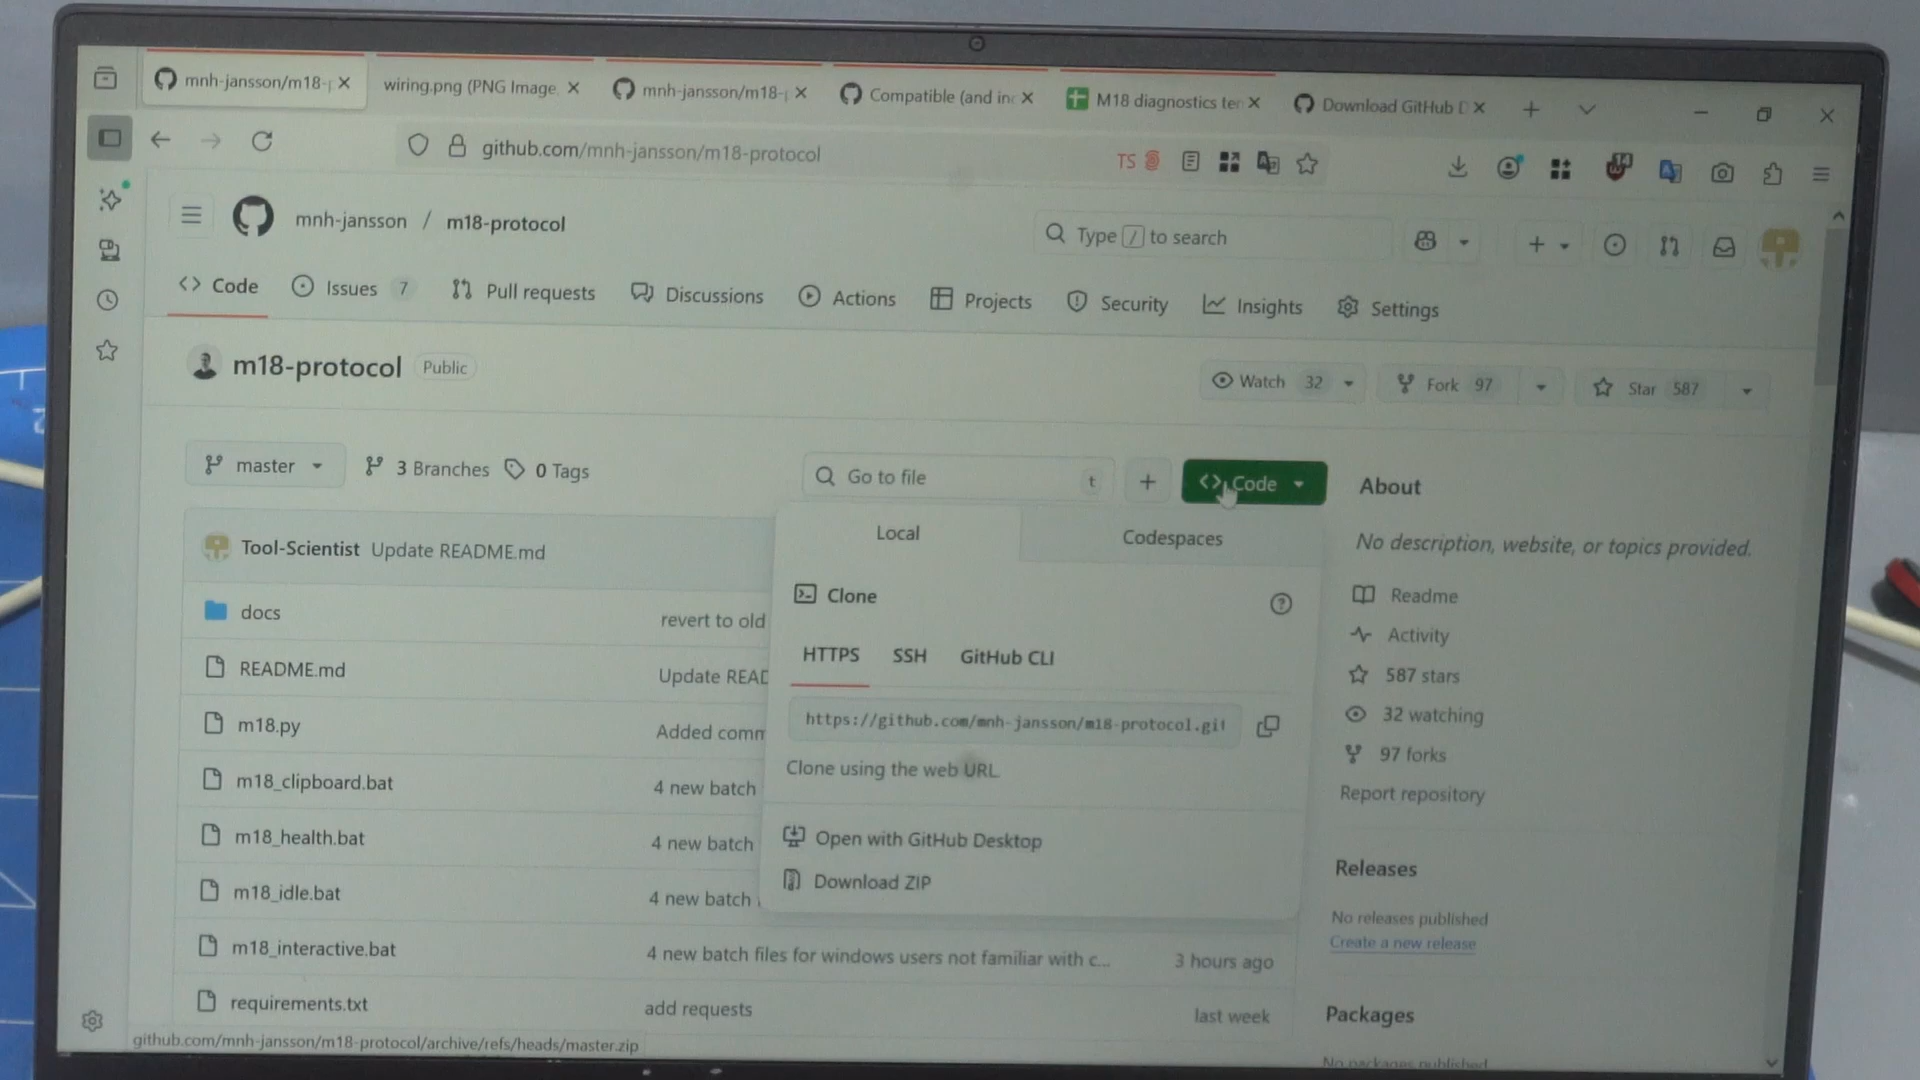 mnh-jansson/m18-p
wiring.png (PNG Image,
mnh-jansson/m18-p
Compatible (and in
M18 diagnostics ter
Download GitHub D
github.com/mnh-jansson/m18-protocol
TS
14
mnh-jansson / m18-protocol
Type / to search
Code
Issues 7
Pull requests
Discussions
Actions
Projects
Security
Insights
Settings
m18-protocol Public
Watch 32
Fork 97
Star 587
master
3 Branches
0 Tags
Go to file t
Code
About
Local
Codespaces
No description, website, or topics provided.
Tool-Scientist Update README.md
Clone
Readme
docs
revert to old
HTTPS
SSH
GitHub CLI
Activity
README.md
Update READ
587 stars
https://github.com/mnh-jansson/m18-protocol.git
32 watching
m18.py
Added comm
Clone using the web URL.
97 forks
m18_clipboard.bat
4 new batch
Report repository
Open with GitHub Desktop
m18_health.bat
4 new batch
Releases
Download ZIP
m18_idle.bat
4 new batch
No releases published
Create a new release
m18_interactive.bat
4 new batch files for windows users not familiar with c...
3 hours ago
requirements.txt
add requests
last week
Packages
github.com/mnh-jansson/m18-protocol/archive/refs/heads/master.zip
No packages published